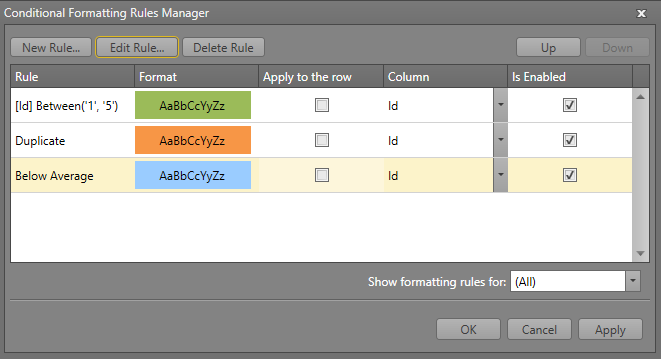 Conditional Formatting Rules Manager
New Rule... Edit Rule... Delete Rule Up Down
Rule Format Apply to the row Column Is Enabled
[Id] Between('1', '5') AaBbCcYyZz Id
Duplicate AaBbCcYyZz Id
Below Average AaBbCcYyZz Id
Show formatting rules for: (All)
OK Cancel Apply